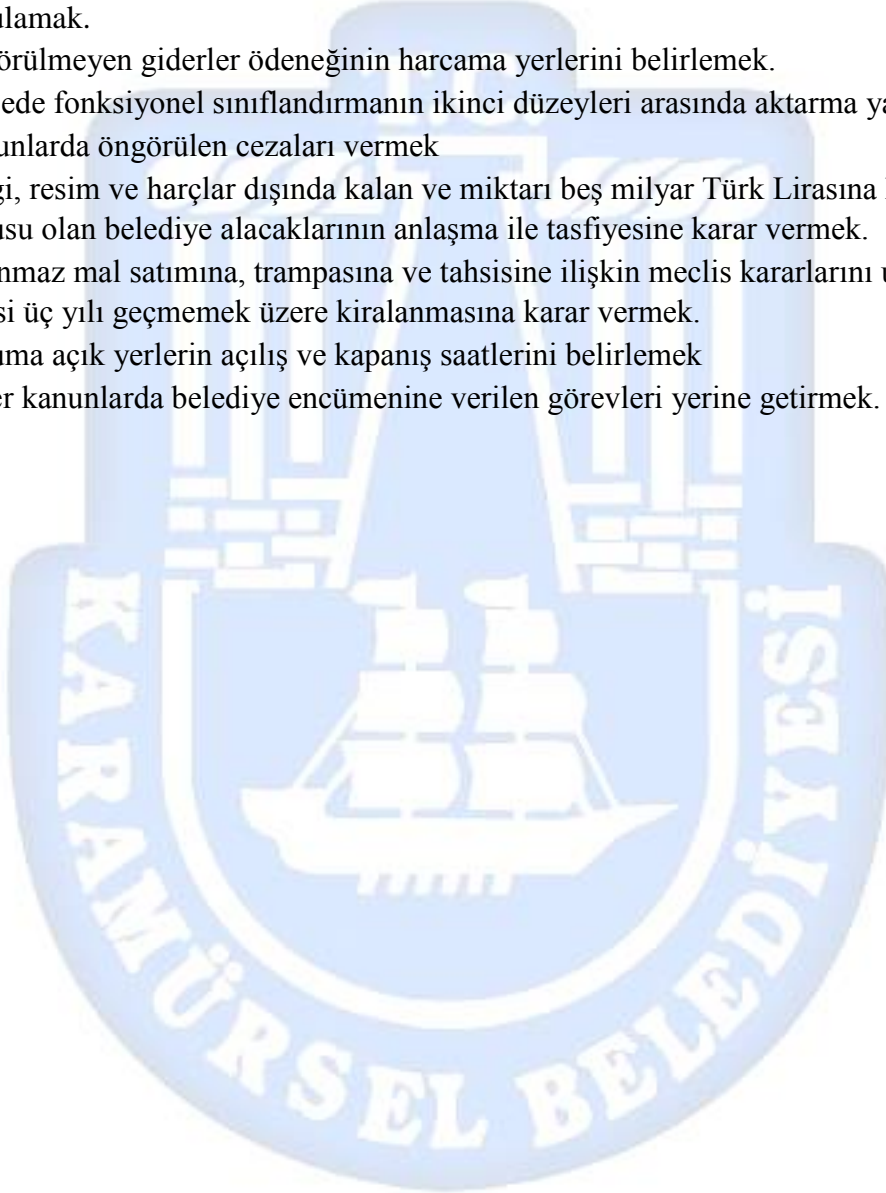 ulamak.
örülmeyen giderler ödeneğinin harcama yerlerini belirlemek.
ede fonksiyonel sınıflandırmanın ikinci düzeyleri arasında aktarma ya
unlarda öngörülen cezaları vermek
gi, resim ve harçlar dışında kalan ve miktarı beş milyar Türk Lirasına
usu olan belediye alacaklarının anlaşma ile tasfiyesine karar vermek.
nmaz mal satımına, trampasına ve tahsisine ilişkin meclis kararlarını u
si üç yılı geçmemek üzere kiralanmasına karar vermek.
uma açık yerlerin açılış ve kapanış saatlerini belirlemek
er kanunlarda belediye encümenine verilen görevleri yerine getirmek.
T.C.
KARAMÜRSEL BELEDİYESİ